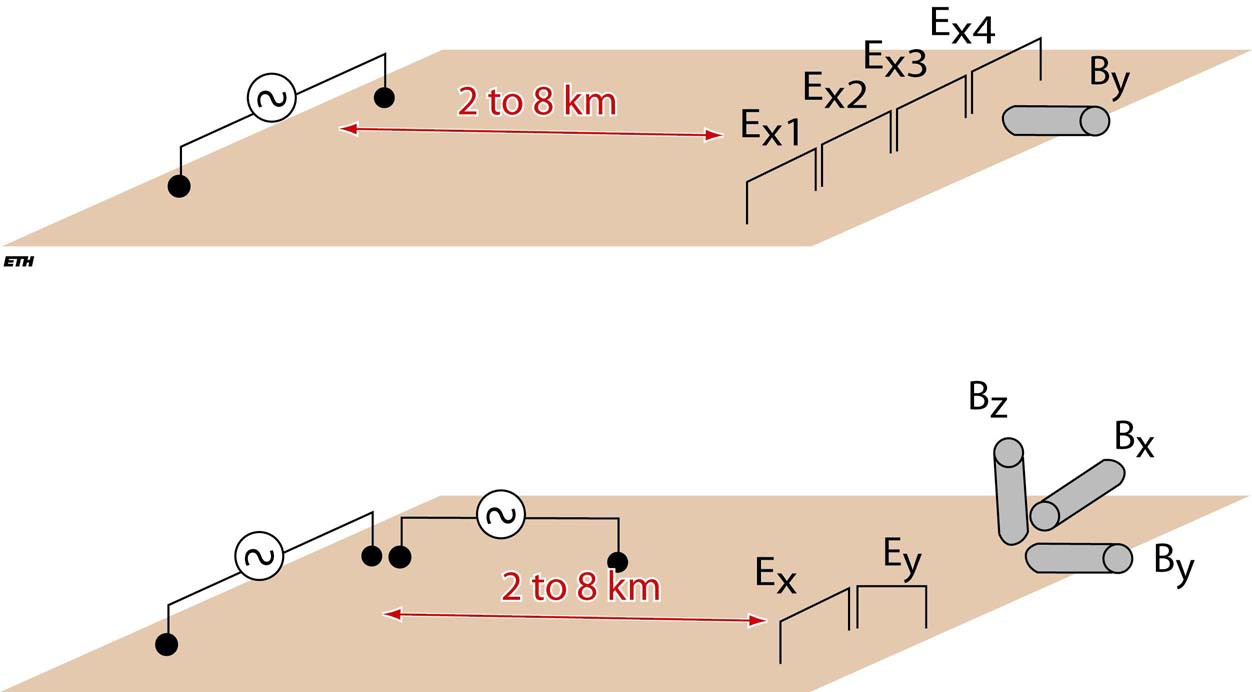 Ex4
Ex3
Ex2
Ex1
By
2 to 8 km
ETH
Bz
Bx
By
Ex
Ey
2 to 8 km